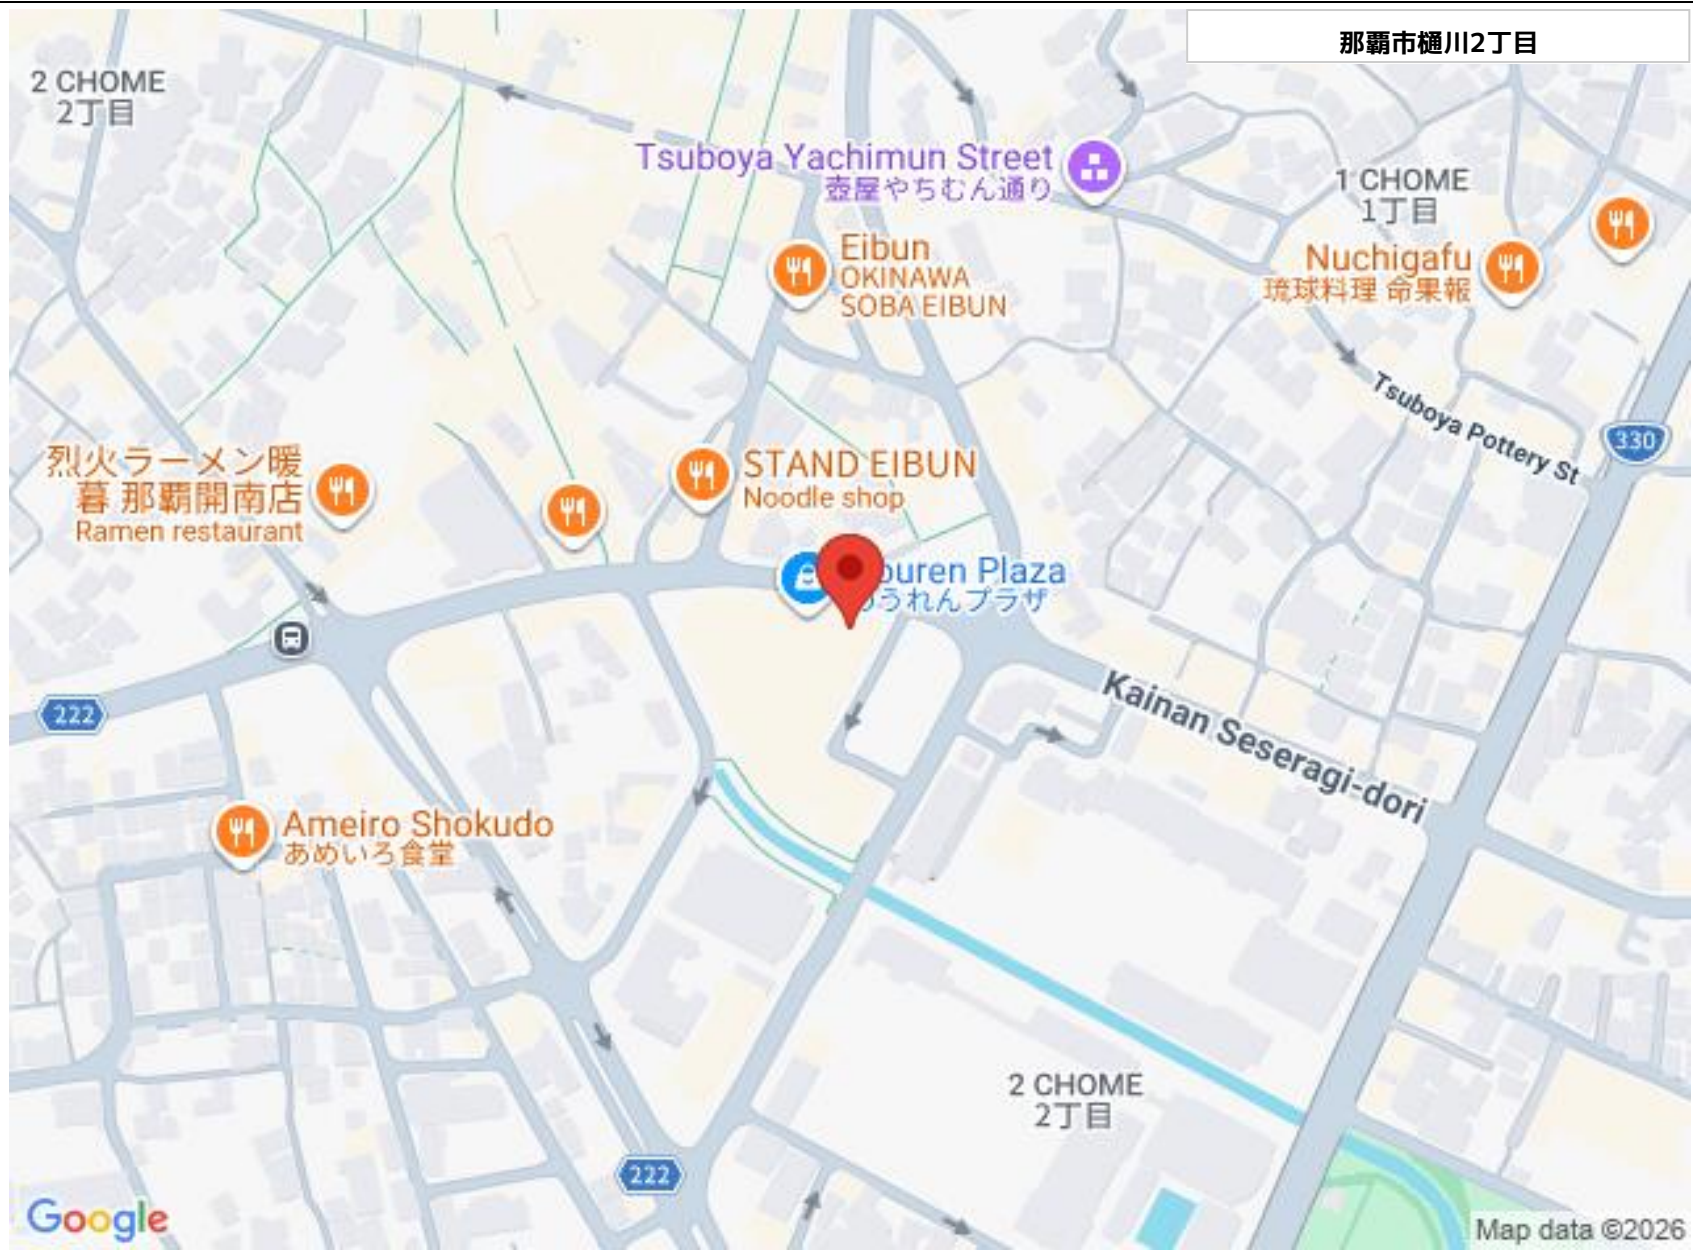 那覇市樋川2丁目
2 CHOME
2丁目
Tsuboya Yachimun Street
壺屋やちむん通り
1 CHOME
1丁目
Eibun
OKINAWA
SOBA EIBUN
Nuchigafu
琉球料理 命果報
Tsuboya Pottery St
330
烈火ラーメン暖
暮 那覇開南店
Ramen restaurant
STAND EIBUN
Noodle shop
ouren Plaza
うれんプラザ
222
Kainan Seseragi-dori
Ameiro Shokudo
あめいろ食堂
2 CHOME
2丁目
222
Google
Map data ©2026